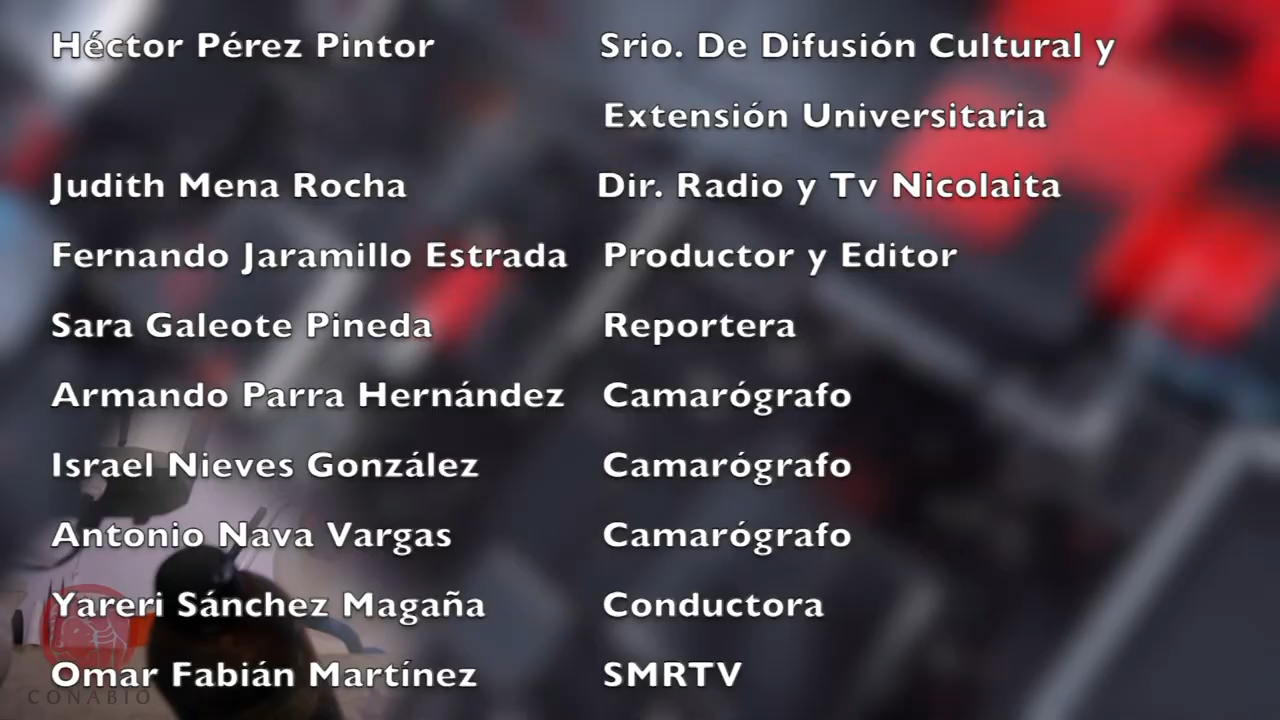 Héctor Pérez Pintor Srio. De Difusión Cultural y
Extensión Universitaria
Judith Mena Rocha Dir. Radio y Tv Nicolaita
Fernando Jaramillo Estrada Productor y Editor
Sara Galeote Pineda Reportera
Armando Parra Hernández Camarógrafo
Israel Nieves González Camarógrafo
Antonio Nava Vargas Camarógrafo
Yareri Sánchez Magaña Conductora
Omar Fabián Martínez SMRTV
CONABIO